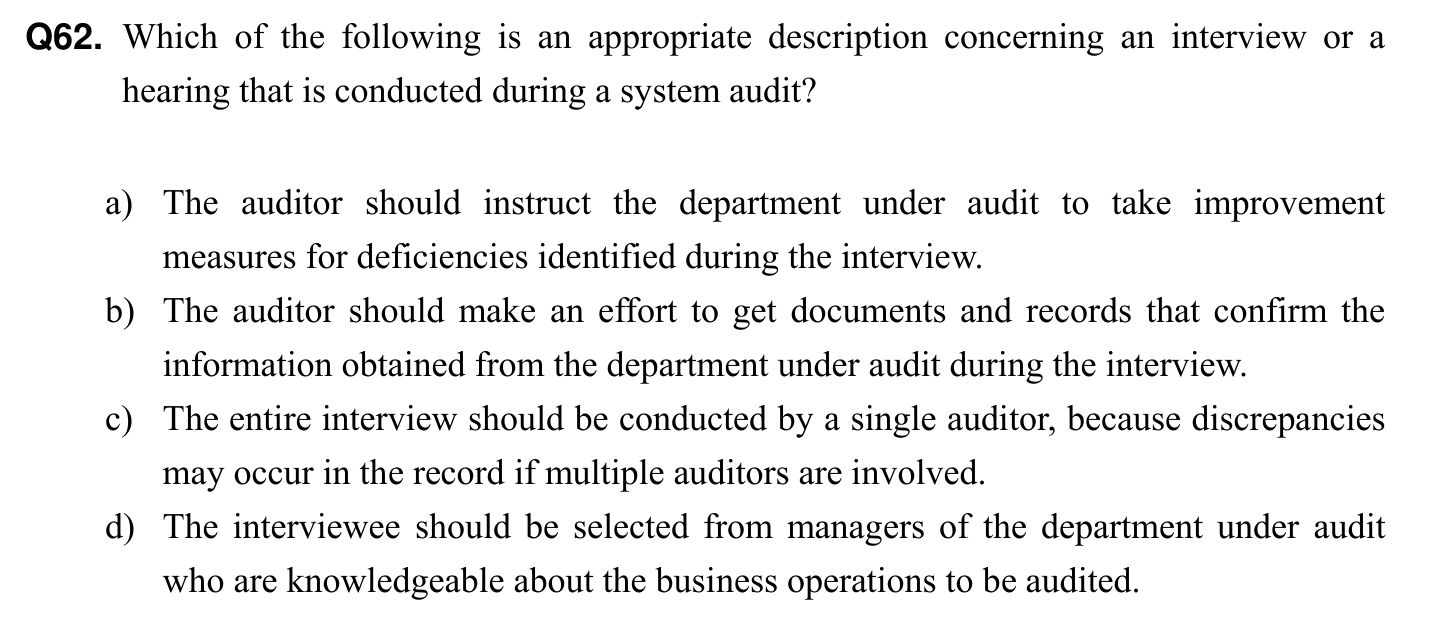 Q62. Which of the following is an appropriate description concerning an interview or a
hearing that is conducted during a system audit?
a) The auditor should instruct the department under audit to take improvement
measures for deficiencies identified during the interview.
b) The auditor should make an effort to get documents and records that confirm the
information obtained from the department under audit during the interview.
c) The entire interview should be conducted by a single auditor, because discrepancies
may occur in the record if multiple auditors are involved.
d) The interviewee should be selected from managers of the department under audit
who are knowledgeable about the business operations to be audited.